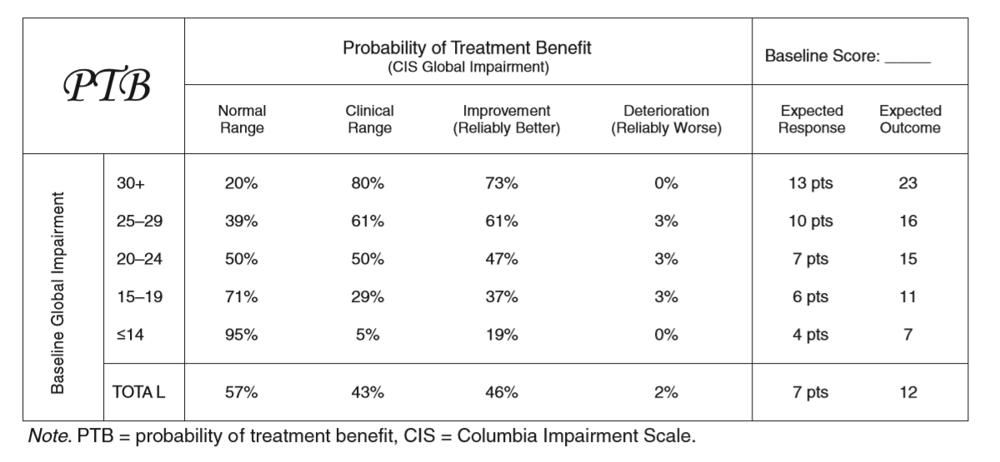 PTB
Probability of Treatment Benefit
(CIS Global Impairment)
Baseline Score: _____
Normal Range
Clinical Range
Improvement (Reliably Better)
Deterioration (Reliably Worse)
Expected Response
Expected Outcome
Baseline Global Impairment
30+ 20% 80% 73% 0% 13 pts 23
25–29 39% 61% 61% 3% 10 pts 16
20–24 50% 50% 47% 3% 7 pts 15
15–19 71% 29% 37% 3% 6 pts 11
≤14 95% 5% 19% 0% 4 pts 7
TOTAL 57% 43% 46% 2% 7 pts 12
Note. PTB = probability of treatment benefit, CIS = Columbia Impairment Scale.